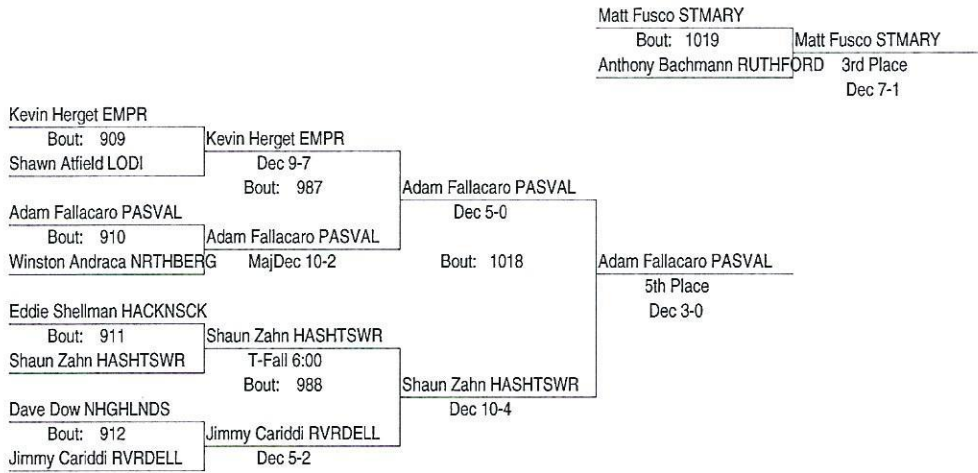 Matt Fusco STMARY
Bout: 1019
Matt Fusco STMARY
Anthony Bachmann RUTHFORD
3rd Place
Dec 7-1
Kevin Herget EMPR
Bout: 909
Kevin Herget EMPR
Shawn Atfield LODI
Dec 9-7
Bout: 987
Adam Fallacaro PASVAL
Adam Fallacaro PASVAL
Dec 5-0
Bout: 910
Adam Fallacaro PASVAL
Winston Andraca NRTHBERG
MajDec 10-2
Bout: 1018
Adam Fallacaro PASVAL
5th Place
Dec 3-0
Eddie Shellman HACKNSCK
Bout: 911
Shaun Zahn HASHTSWR
Shaun Zahn HASHTSWR
T-Fall 6:00
Bout: 988
Shaun Zahn HASHTSWR
Dec 10-4
Dave Dow NHGHLNDS
Bout: 912
Jimmy Cariddi RVRDELL
Jimmy Cariddi RVRDELL
Dec 5-2